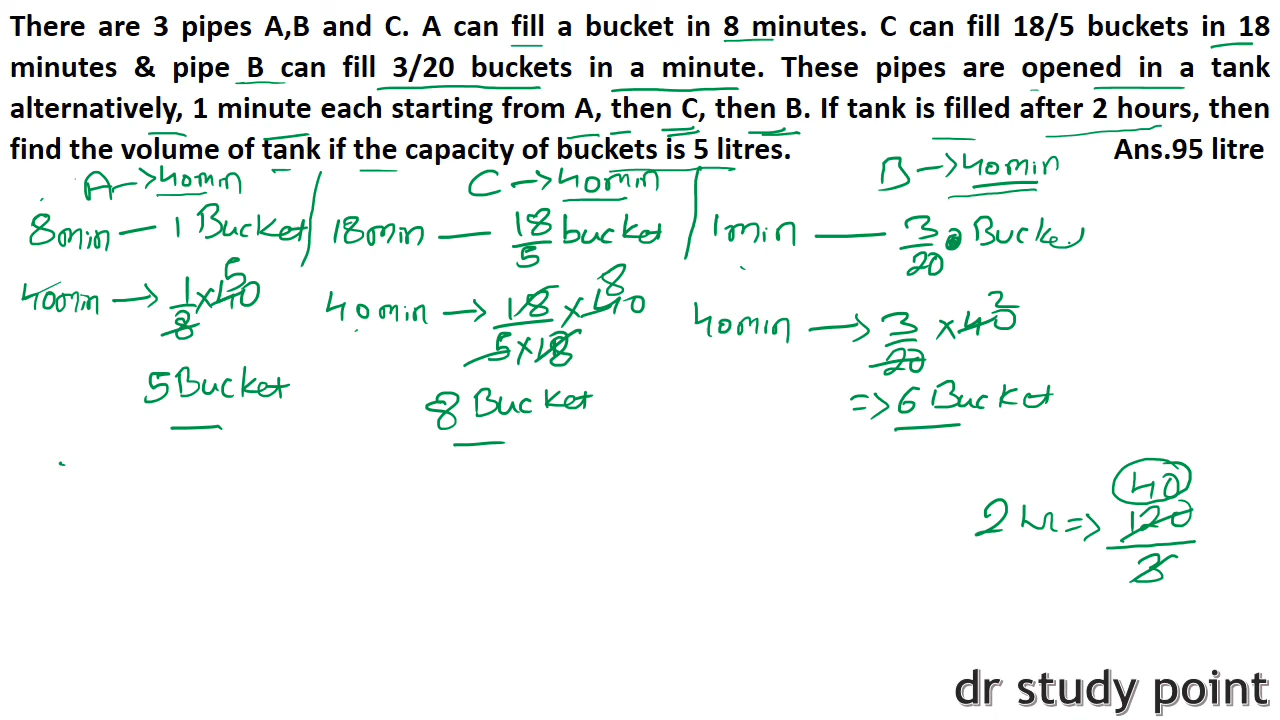 There are 3 pipes A,B and C. A can fill a bucket in 8 minutes. C can fill 18/5 buckets in 18
minutes & pipe B can fill 3/20 buckets in a minute. These pipes are opened in a tank
alternatively, 1 minute each starting from A, then C, then B. If tank is filled after 2 hours, then
find the volume of tank if the capacity of buckets is 5 litres. Ans.95 litre
A → 40min C → 40min B → 40min
8min — 1 Bucket 18min — 18/5 bucket 1min — 3/20 Bucket
40min → 1/8 × 40 5 40min → 18/5×18 × 40 8 40min → 3/20 × 40 2
5 Bucket 8 Bucket => 6 Bucket
40
2 hr => 120/3
dr study point